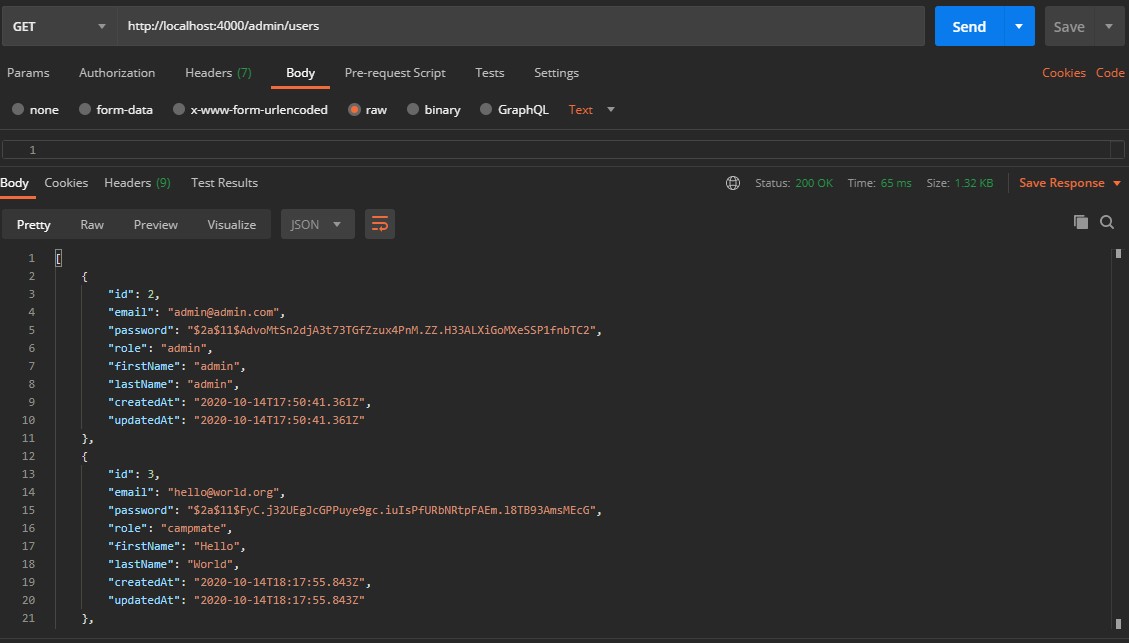 GET http://localhost:4000/admin/users Send Save
Params Authorization Headers (7) Body Pre-request Script Tests Settings Cookies Code
none form-data x-www-form-urlencoded raw binary GraphQL Text
1
Body Cookies Headers (9) Test Results Status: 200 OK Time: 65 ms Size: 1.32 KB Save Response
Pretty Raw Preview Visualize JSON
1 [
2 {
3 "id": 2,
4 "email": "admin@admin.com",
5 "password": "$2a$11$AdvoMtSn2djA3t73TGfZzux4PnM.ZZ.H33ALXiGoMXeSSP1fnbTC2",
6 "role": "admin",
7 "firstName": "admin",
8 "lastName": "admin",
9 "createdAt": "2020-10-14T17:50:41.361Z",
10 "updatedAt": "2020-10-14T17:50:41.361Z"
11 },
12 {
13 "id": 3,
14 "email": "hello@world.org",
15 "password": "$2a$11$FyC.j32UEgJcGPPuye9gc.iuIsPfURbNRtpFAEm.l8TB93AmsMEcG",
16 "role": "campmate",
17 "firstName": "Hello",
18 "lastName": "World",
19 "createdAt": "2020-10-14T18:17:55.843Z",
20 "updatedAt": "2020-10-14T18:17:55.843Z"
21 },